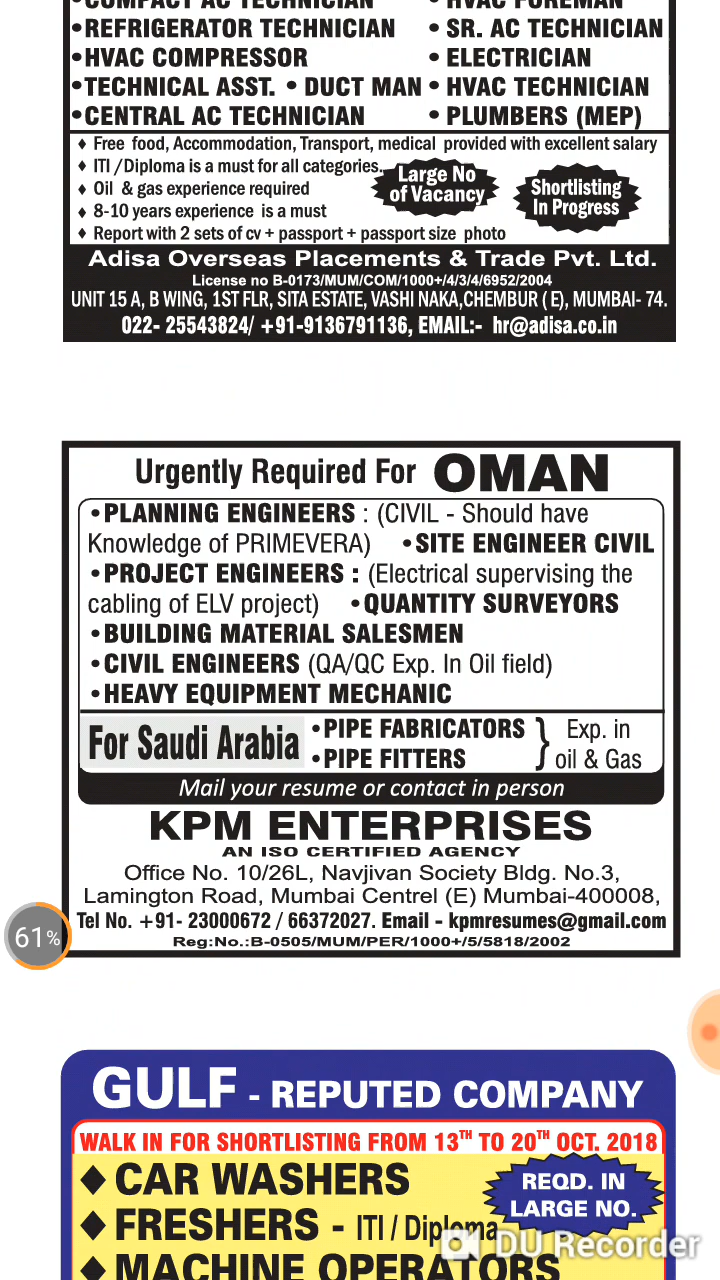 •COMPACT AC TECHNICIAN • HVAC FOREMAN
•REFRIGERATOR TECHNICIAN • SR. AC TECHNICIAN
•HVAC COMPRESSOR • ELECTRICIAN
•TECHNICAL ASST. • DUCT MAN • HVAC TECHNICIAN
•CENTRAL AC TECHNICIAN • PLUMBERS (MEP)
♦ Free food, Accommodation, Transport, medical provided with excellent salary
♦ ITI /Diploma is a must for all categories.
♦ Oil & gas experience required
♦ 8-10 years experience is a must
♦ Report with 2 sets of cv + passport + passport size photo
Large No
of Vacancy
Shortlisting
In Progress
Adisa Overseas Placements & Trade Pvt. Ltd.
License no B-0173/MUM/COM/1000+/4/3/4/6952/2004
UNIT 15 A, B WING, 1ST FLR, SITA ESTATE, VASHI NAKA,CHEMBUR ( E), MUMBAI- 74.
022- 25543824/ +91-9136791136, EMAIL:- hr@adisa.co.in
Urgently Required For OMAN
•PLANNING ENGINEERS : (CIVIL - Should have
Knowledge of PRIMEVERA) •SITE ENGINEER CIVIL
•PROJECT ENGINEERS : (Electrical supervising the
cabling of ELV project) •QUANTITY SURVEYORS
•BUILDING MATERIAL SALESMEN
•CIVIL ENGINEERS (QA/QC Exp. In Oil field)
•HEAVY EQUIPMENT MECHANIC
For Saudi Arabia
•PIPE FABRICATORS
•PIPE FITTERS
} Exp. in
oil & Gas
Mail your resume or contact in person
KPM ENTERPRISES
AN ISO CERTIFIED AGENCY
Office No. 10/26L, Navjivan Society Bldg. No.3,
Lamington Road, Mumbai Centrel (E) Mumbai-400008,
Tel No. +91- 23000672 / 66372027. Email - kpmresumes@gmail.com
Reg:No.:B-0505/MUM/PER/1000+/5/5818/2002
61%
GULF - REPUTED COMPANY
WALK IN FOR SHORTLISTING FROM 13TH TO 20TH OCT. 2018
♦ CAR WASHERS
REQD. IN
LARGE NO.
♦ FRESHERS - ITI / Diploma
♦ MACHINE OPERATORS
DU Recorder